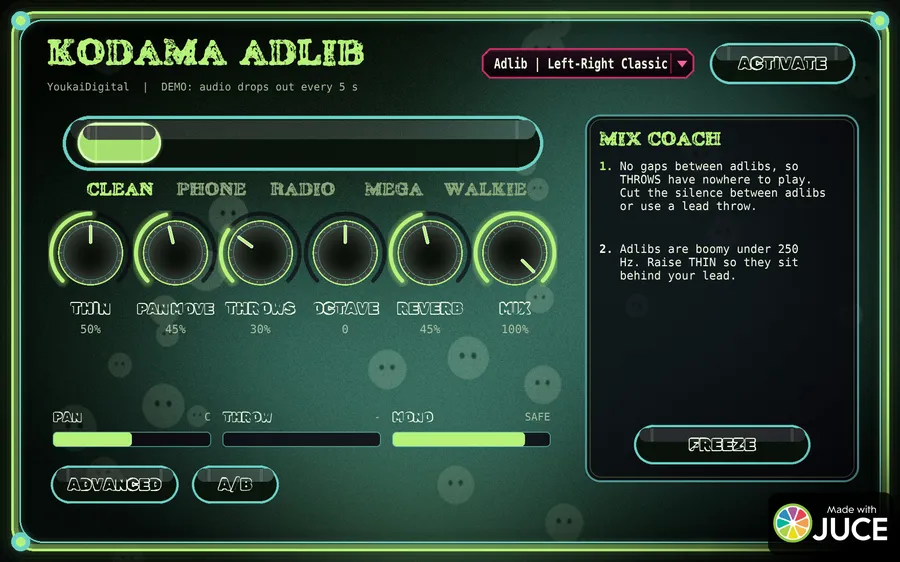 KODAMA ADLIB
YoukaiDigital | DEMO: audio drops out every 5 s
Adlib | Left-Right Classic
ACTIVATE
CLEAN PHONE RADIO MEGA WALKIE
THIN PAN MOVE THROWS OCTAVE REVERB MIX
50% 45% 30% 0 45% 100%
PAN C THROW - MONO SAFE
ADVANCED A/B
MIX COACH
1. No gaps between adlibs, so
THROWS have nowhere to play.
Cut the silence between adlibs
or use a lead throw.
2. Adlibs are boomy under 250
Hz. Raise THIN so they sit
behind your lead.
FREEZE
Made with
JUCE